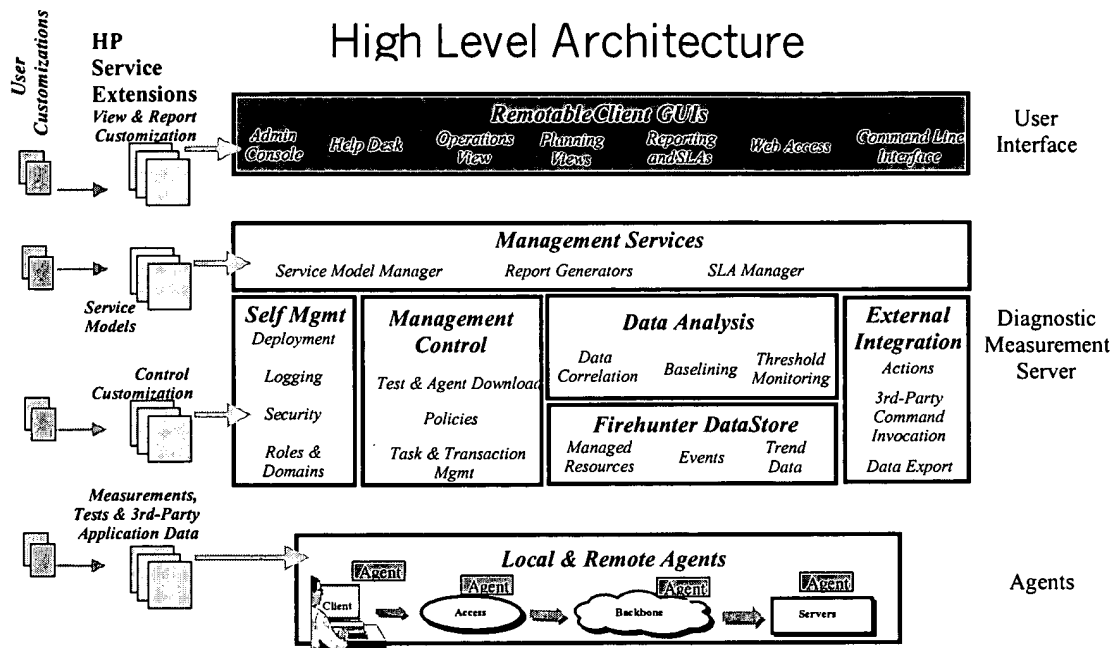 High Level Architecture
User
Customizations
HP
Service
Extensions
View & Report
Customization
RemotableClient GUIs
Admin
Console
Help Desk
Operations
View
Planning
Views
Reporting
andSLAs
Web Access
Command Line
Interface
User
Interface
Management Services
Service Model Manager
Report Generators
SLA Manager
Service
Models
Self Mgmt
Deployment
Logging
Security
Roles &
Domains
Management
Control
Test & Agent Download
Policies
Task & Transaction
Mgmt
Data Analysis
Data
Correlation
Baselining
Threshold
Monitoring
Firehunter DataStore
Managed
Resources
Events
Trend
Data
External
Integration
Actions
3rd-Party
Command
Invocation
Data Export
Diagnostic
Measurement
Server
Control
Customization
Measurements,
Tests & 3rd-Party
Application Data
Local & Remote Agents
Agent
Agent
Agent
Agent
Client
Access
Backbone
Servers
Agents